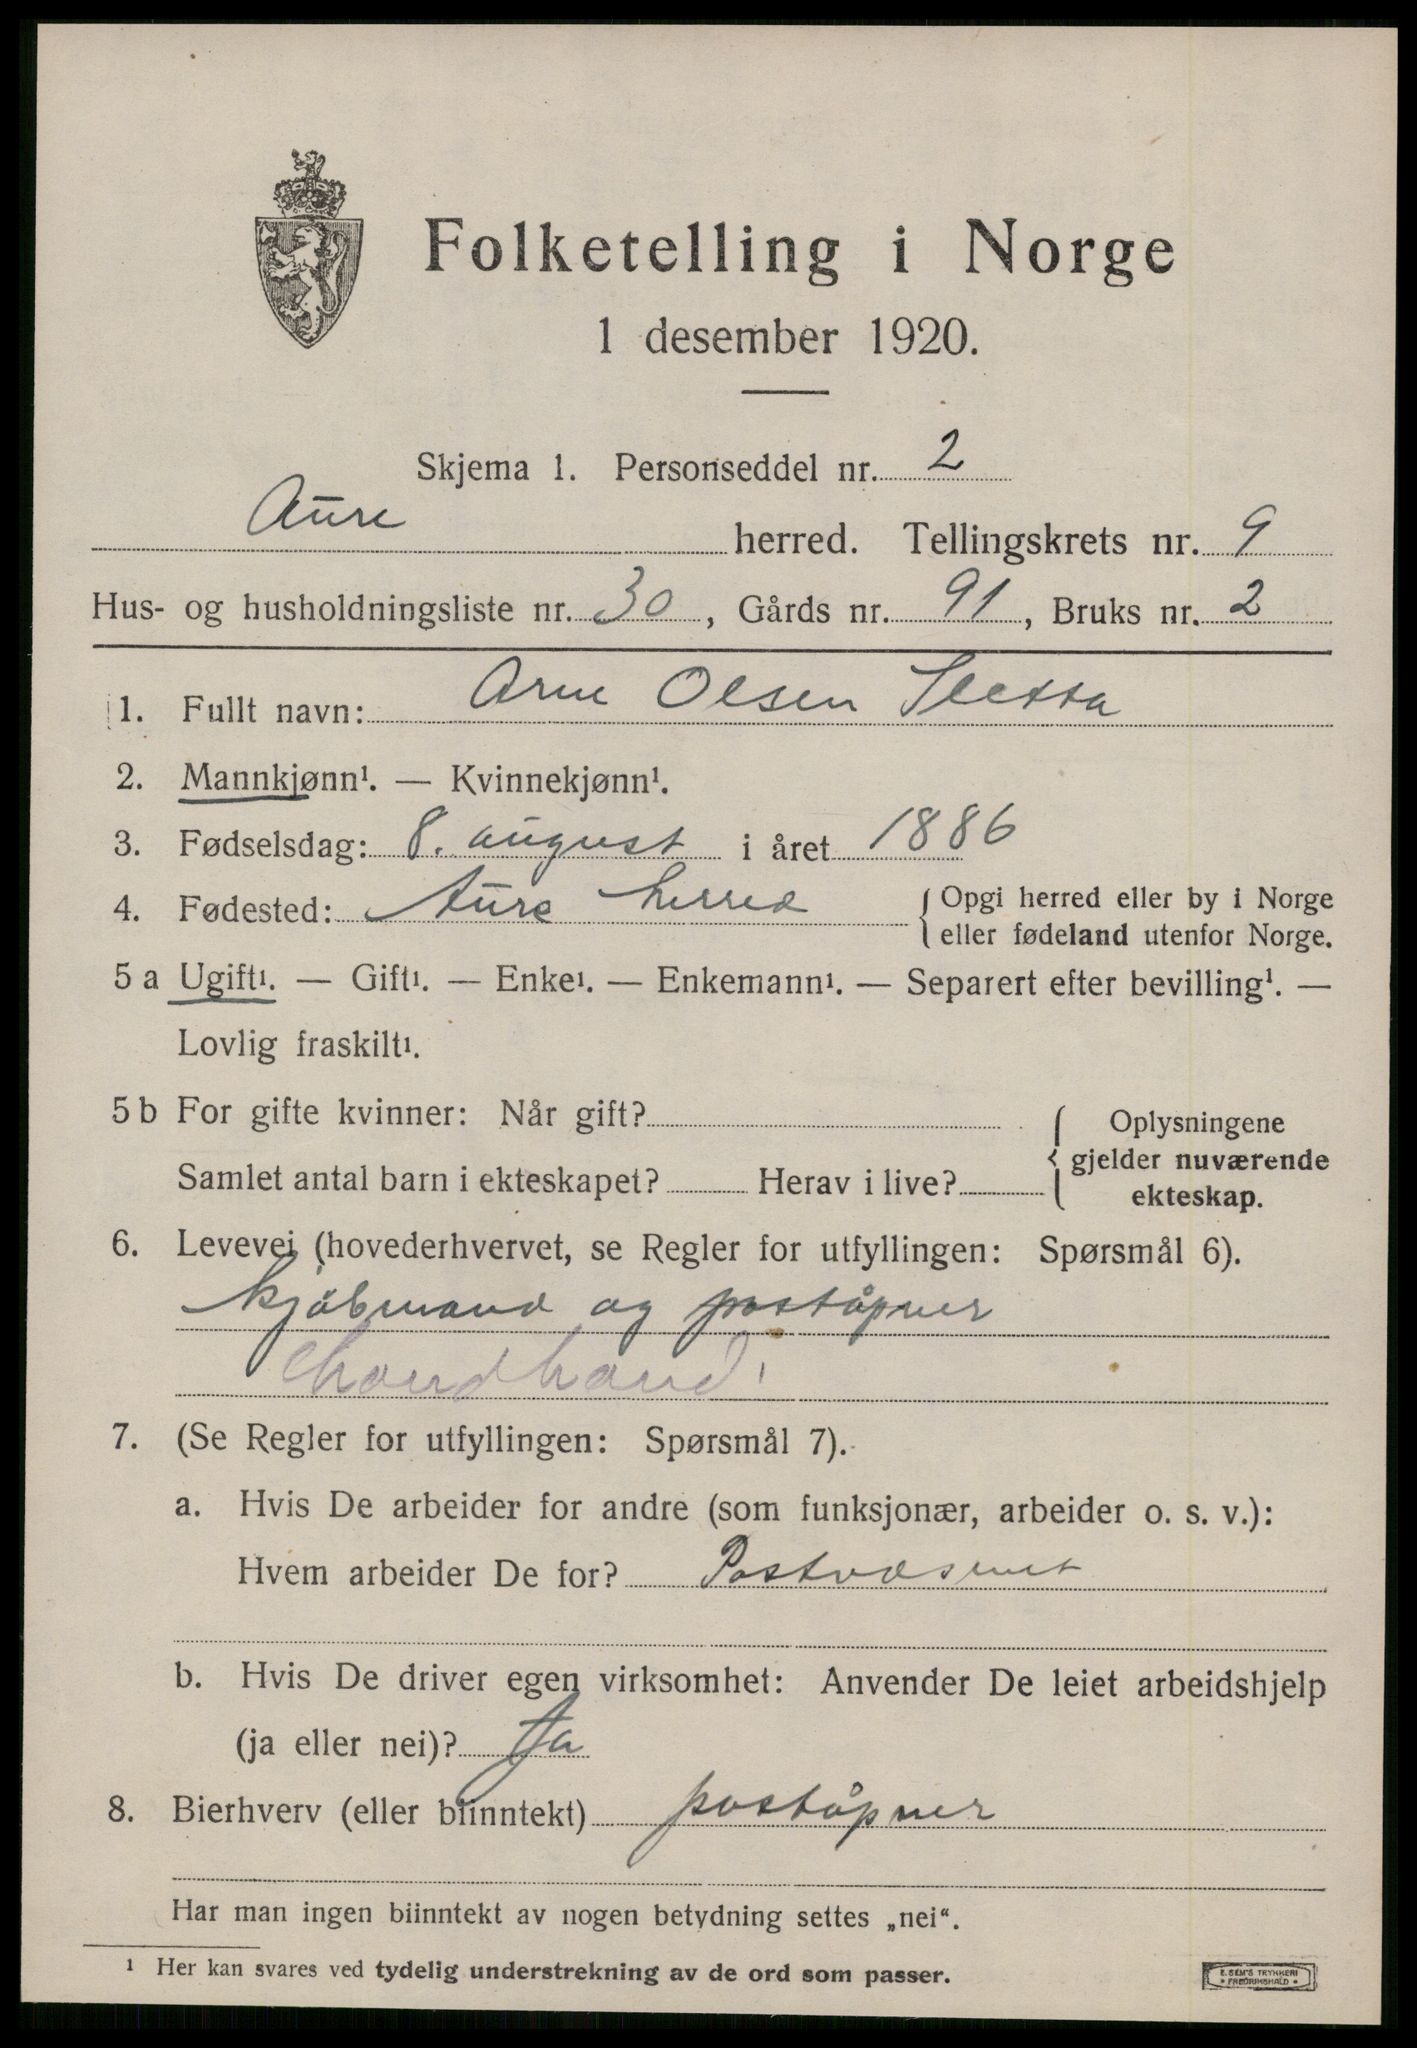 Folketelling i Norge
1 desember 1920.
Skjema 1. Personseddel nr. 2
Aure herred. Tellingskrets nr. 9
Hus- og husholdningsliste nr. 30, Gårds nr. 91, Bruks nr. 2
1. Fullt navn: Arne Olsen Sletta
2. Mannkjønn¹. — Kvinnekjønn¹.
3. Fødselsdag: 8. august i året 1886
4. Fødested: Aure herred { Opgi herred eller by i Norge
eller fødeland utenfor Norge.
5 a Ugift¹. — Gift¹. — Enke¹. — Enkemann¹. — Separert efter bevilling¹. —
Lovlig fraskilt¹.
5 b For gifte kvinner: Når gift? { Oplysningene
gjelder nuværende
ekteskap.
Samlet antal barn i ekteskapet? Herav i live?
6. Levevei (hovederhvervet, se Regler for utfyllingen: Spørsmål 6).
kjøbmand og poståpner
landhand.
7. (Se Regler for utfyllingen: Spørsmål 7).
a. Hvis De arbeider for andre (som funksjonær, arbeider o. s. v.):
Hvem arbeider De for? Postvæsenet
b. Hvis De driver egen virksomhet: Anvender De leiet arbeidshjelp
(ja eller nei)? Ja
8. Bierhverv (eller biinntekt) poståpner
Har man ingen biinntekt av nogen betydning settes „nei“.
¹ Her kan svares ved tydelig understrekning av de ord som passer.
E. SEM'S TRYKKERI
• FREDRIKSHALD •